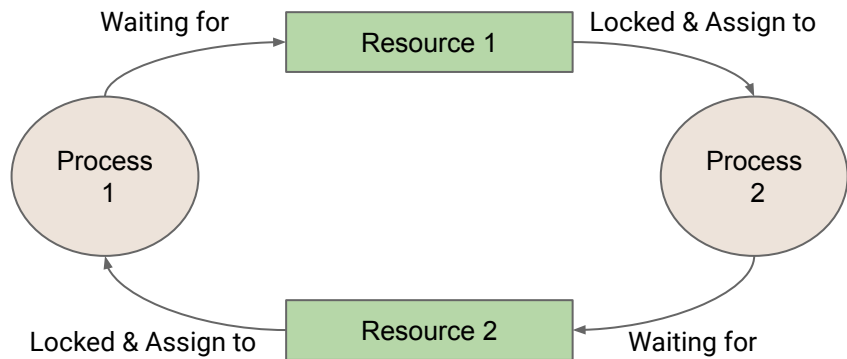 Waiting for
Resource 1
Locked & Assign to
Process
1
Process
2
Locked & Assign to
Resource 2
Waiting for